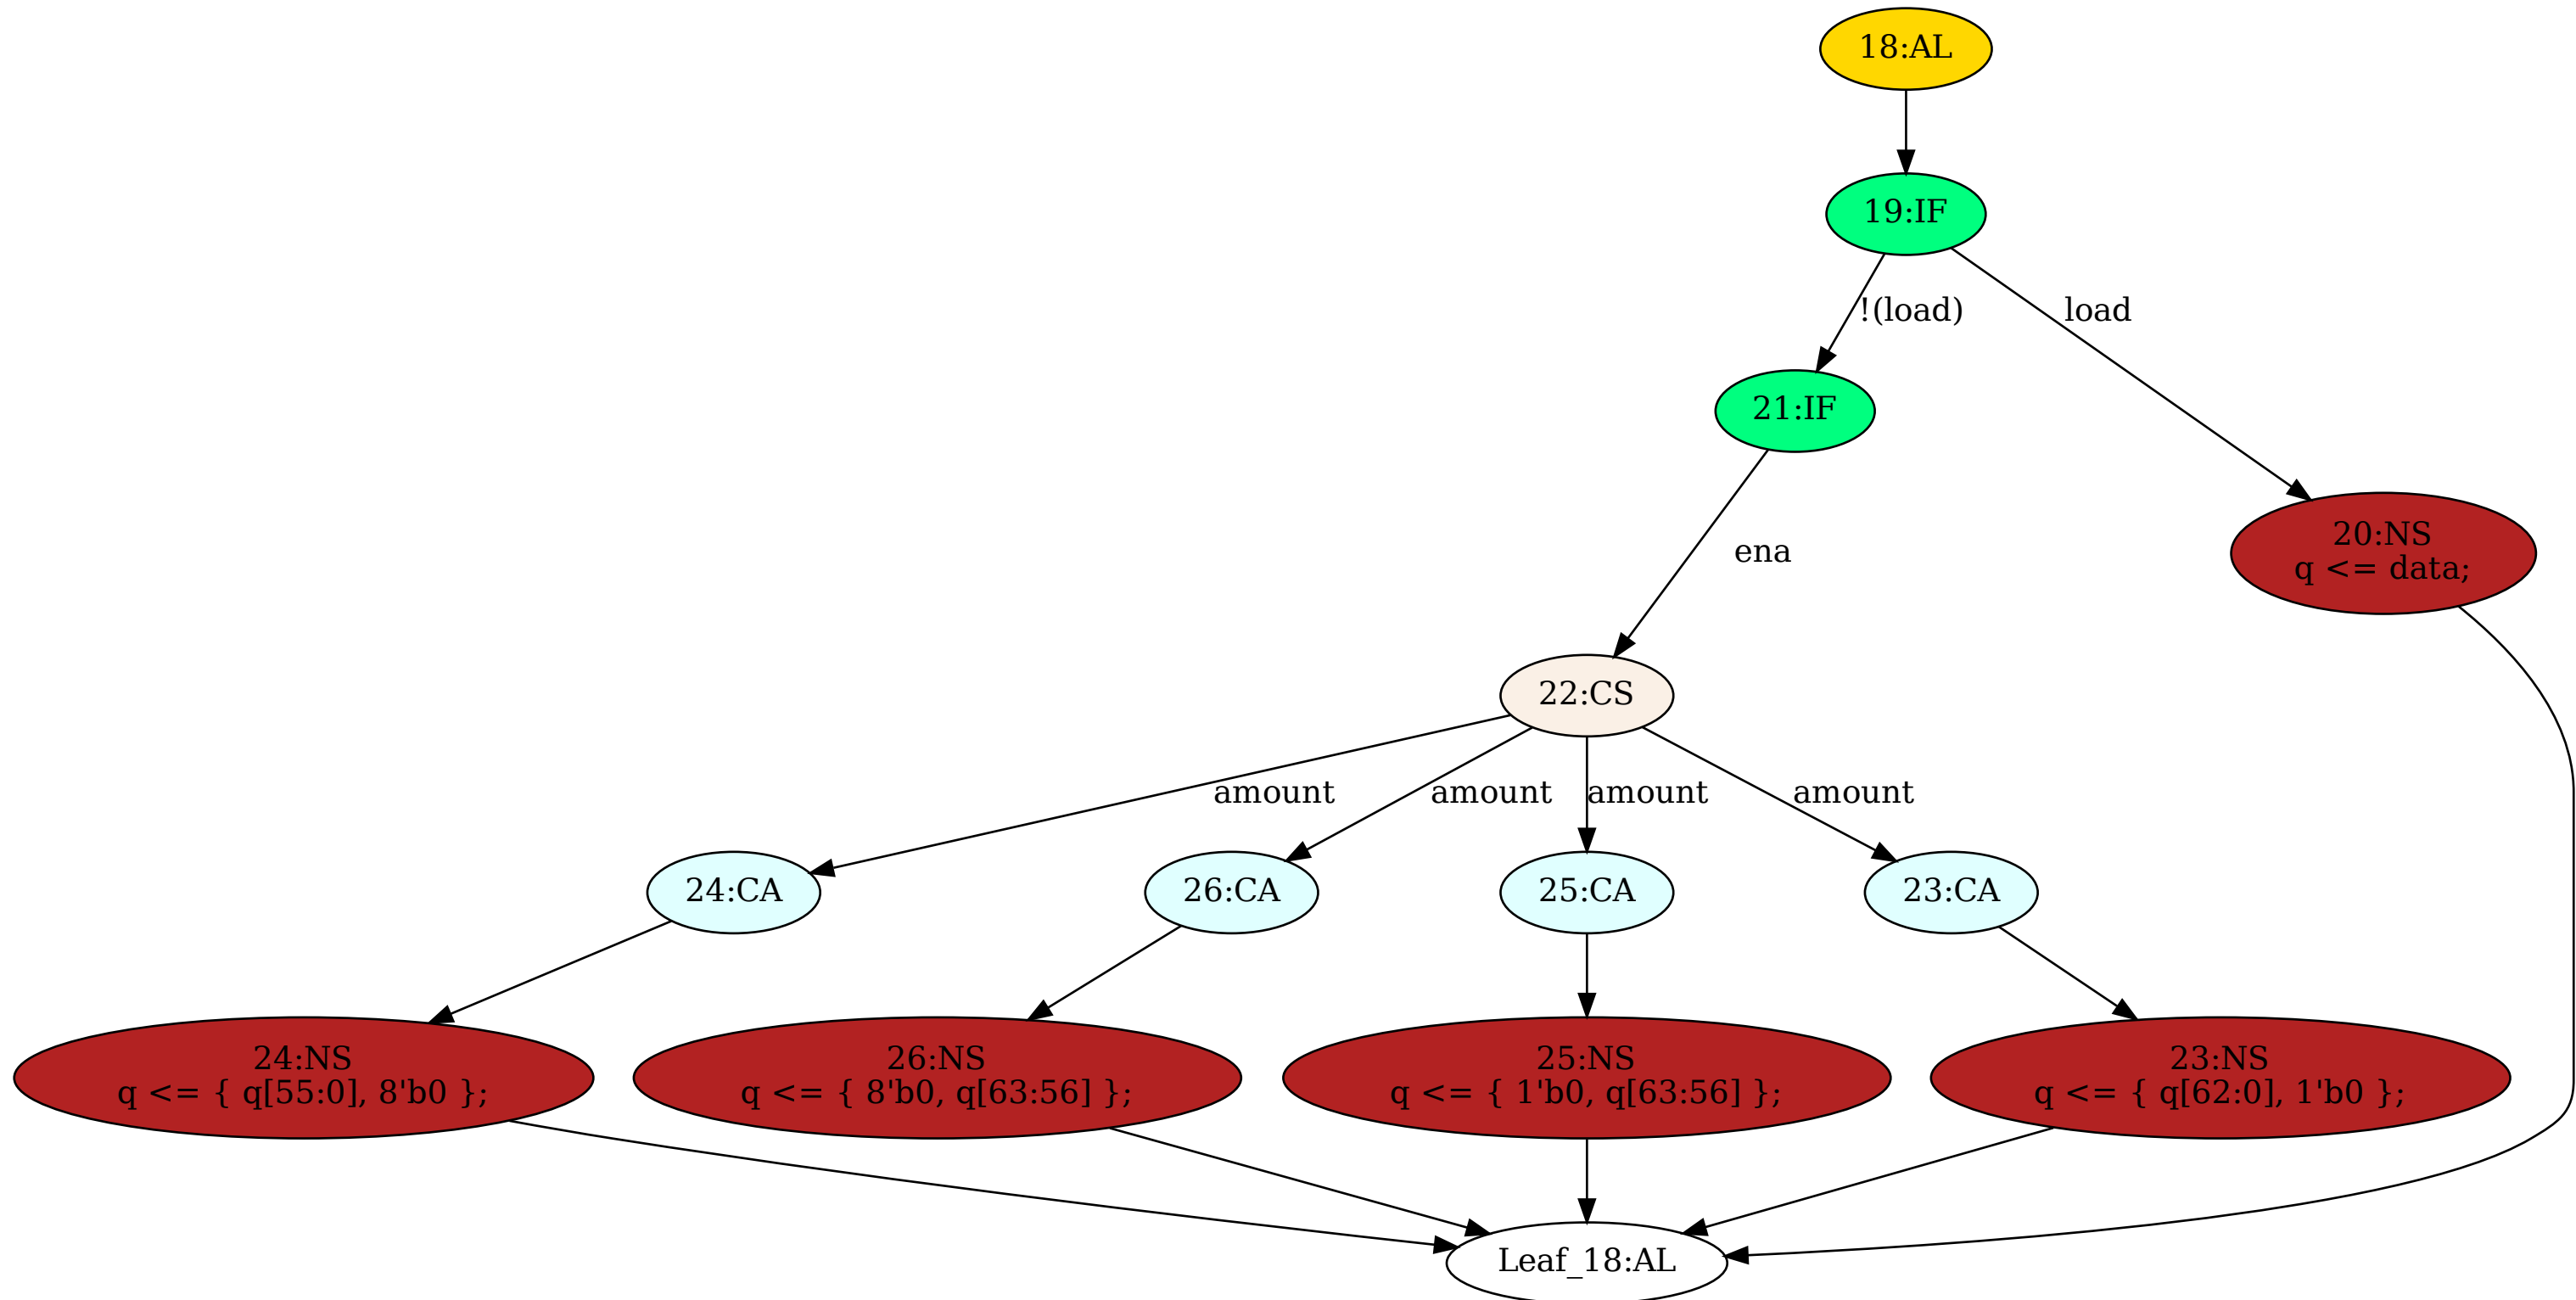 18:AL
19:IF
!(load)
load
21:IF
20:NS
q <= data;
ena
22:CS
amount
amount
amount
amount
24:CA
26:CA
25:CA
23:CA
24:NS
q <= { q[55:0], 8'b0 };
26:NS
q <= { 8'b0, q[63:56] };
25:NS
q <= { 1'b0, q[63:56] };
23:NS
q <= { q[62:0], 1'b0 };
Leaf_18:AL